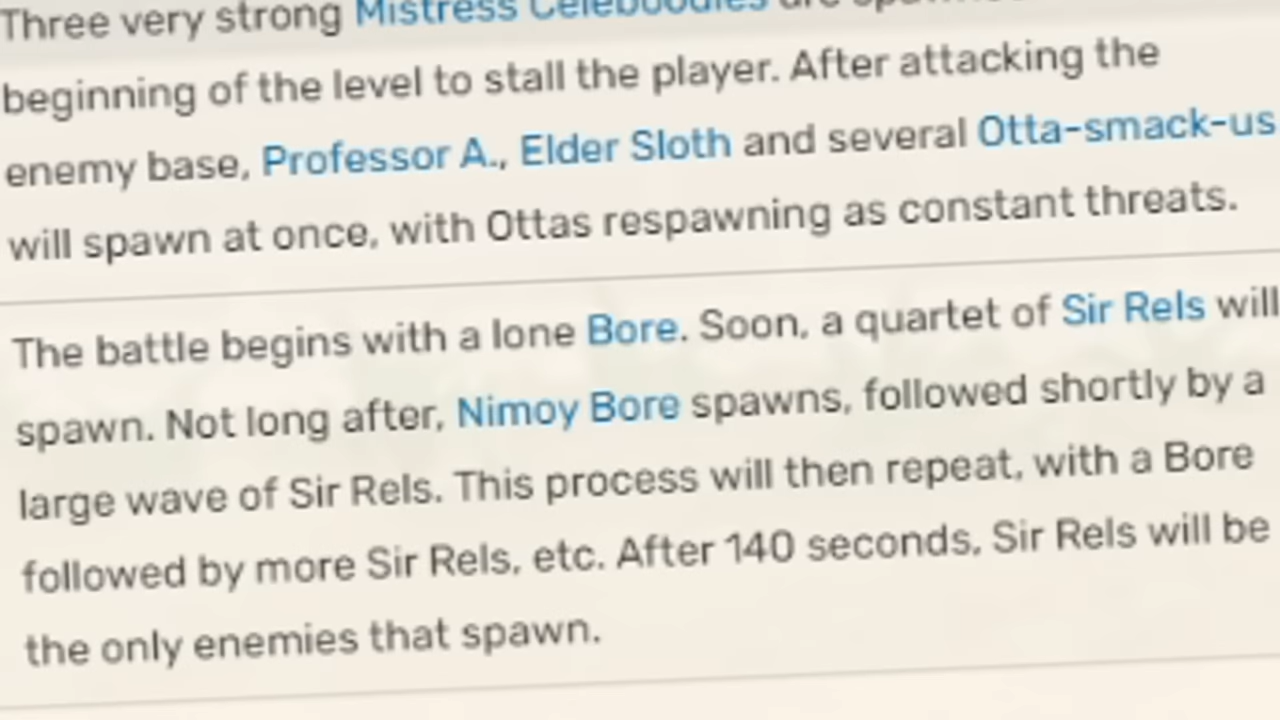 Three very strong Mistress Celeboodies are
beginning of the level to stall the player. After attacking the
enemy base, Professor A., Elder Sloth and several Otta-smack-us
will spawn at once, with Ottas respawning as constant threats.
The battle begins with a lone Bore. Soon, a quartet of Sir Rels will
spawn. Not long after, Nimoy Bore spawns, followed shortly by a
large wave of Sir Rels. This process will then repeat, with a Bore
followed by more Sir Rels, etc. After 140 seconds, Sir Rels will be
the only enemies that spawn.